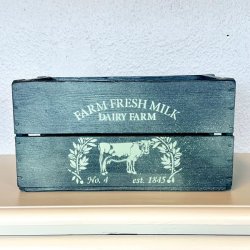 FARM FRESH MILK
DAIRY FARM
No. 4 est. 1845